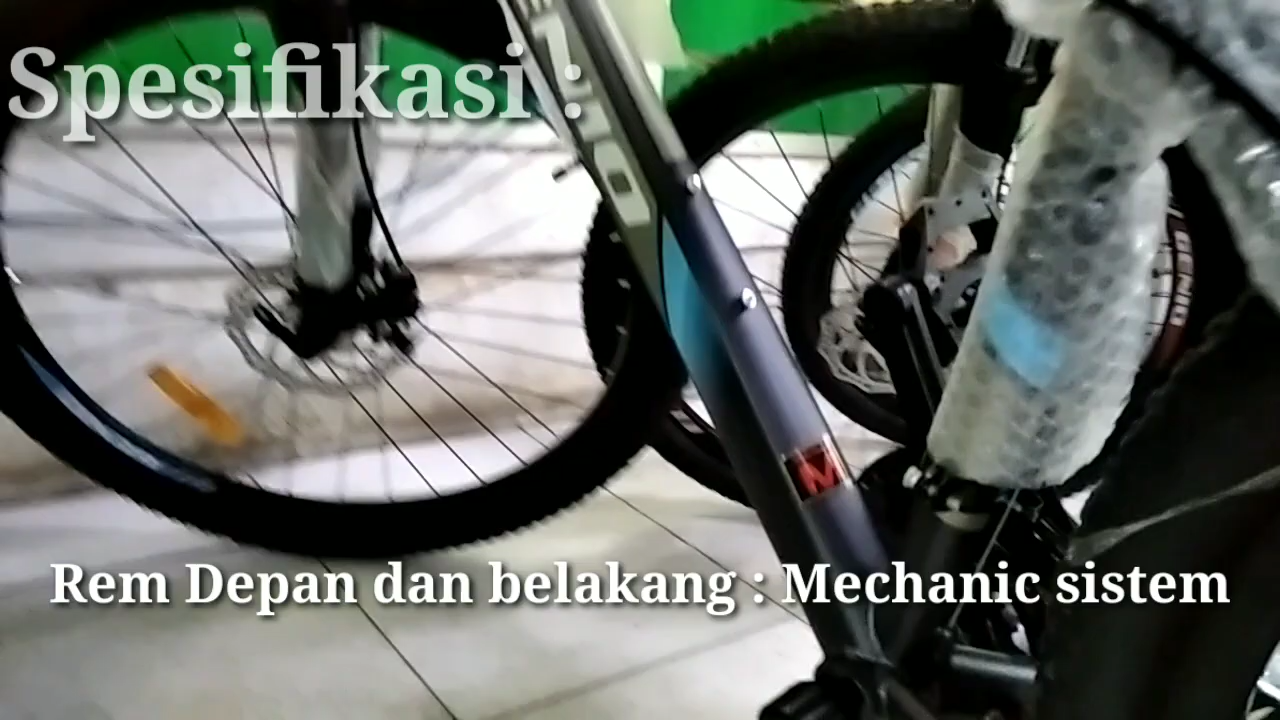 Spesifikasi :
Rem Depan dan belakang : Mechanic sistem